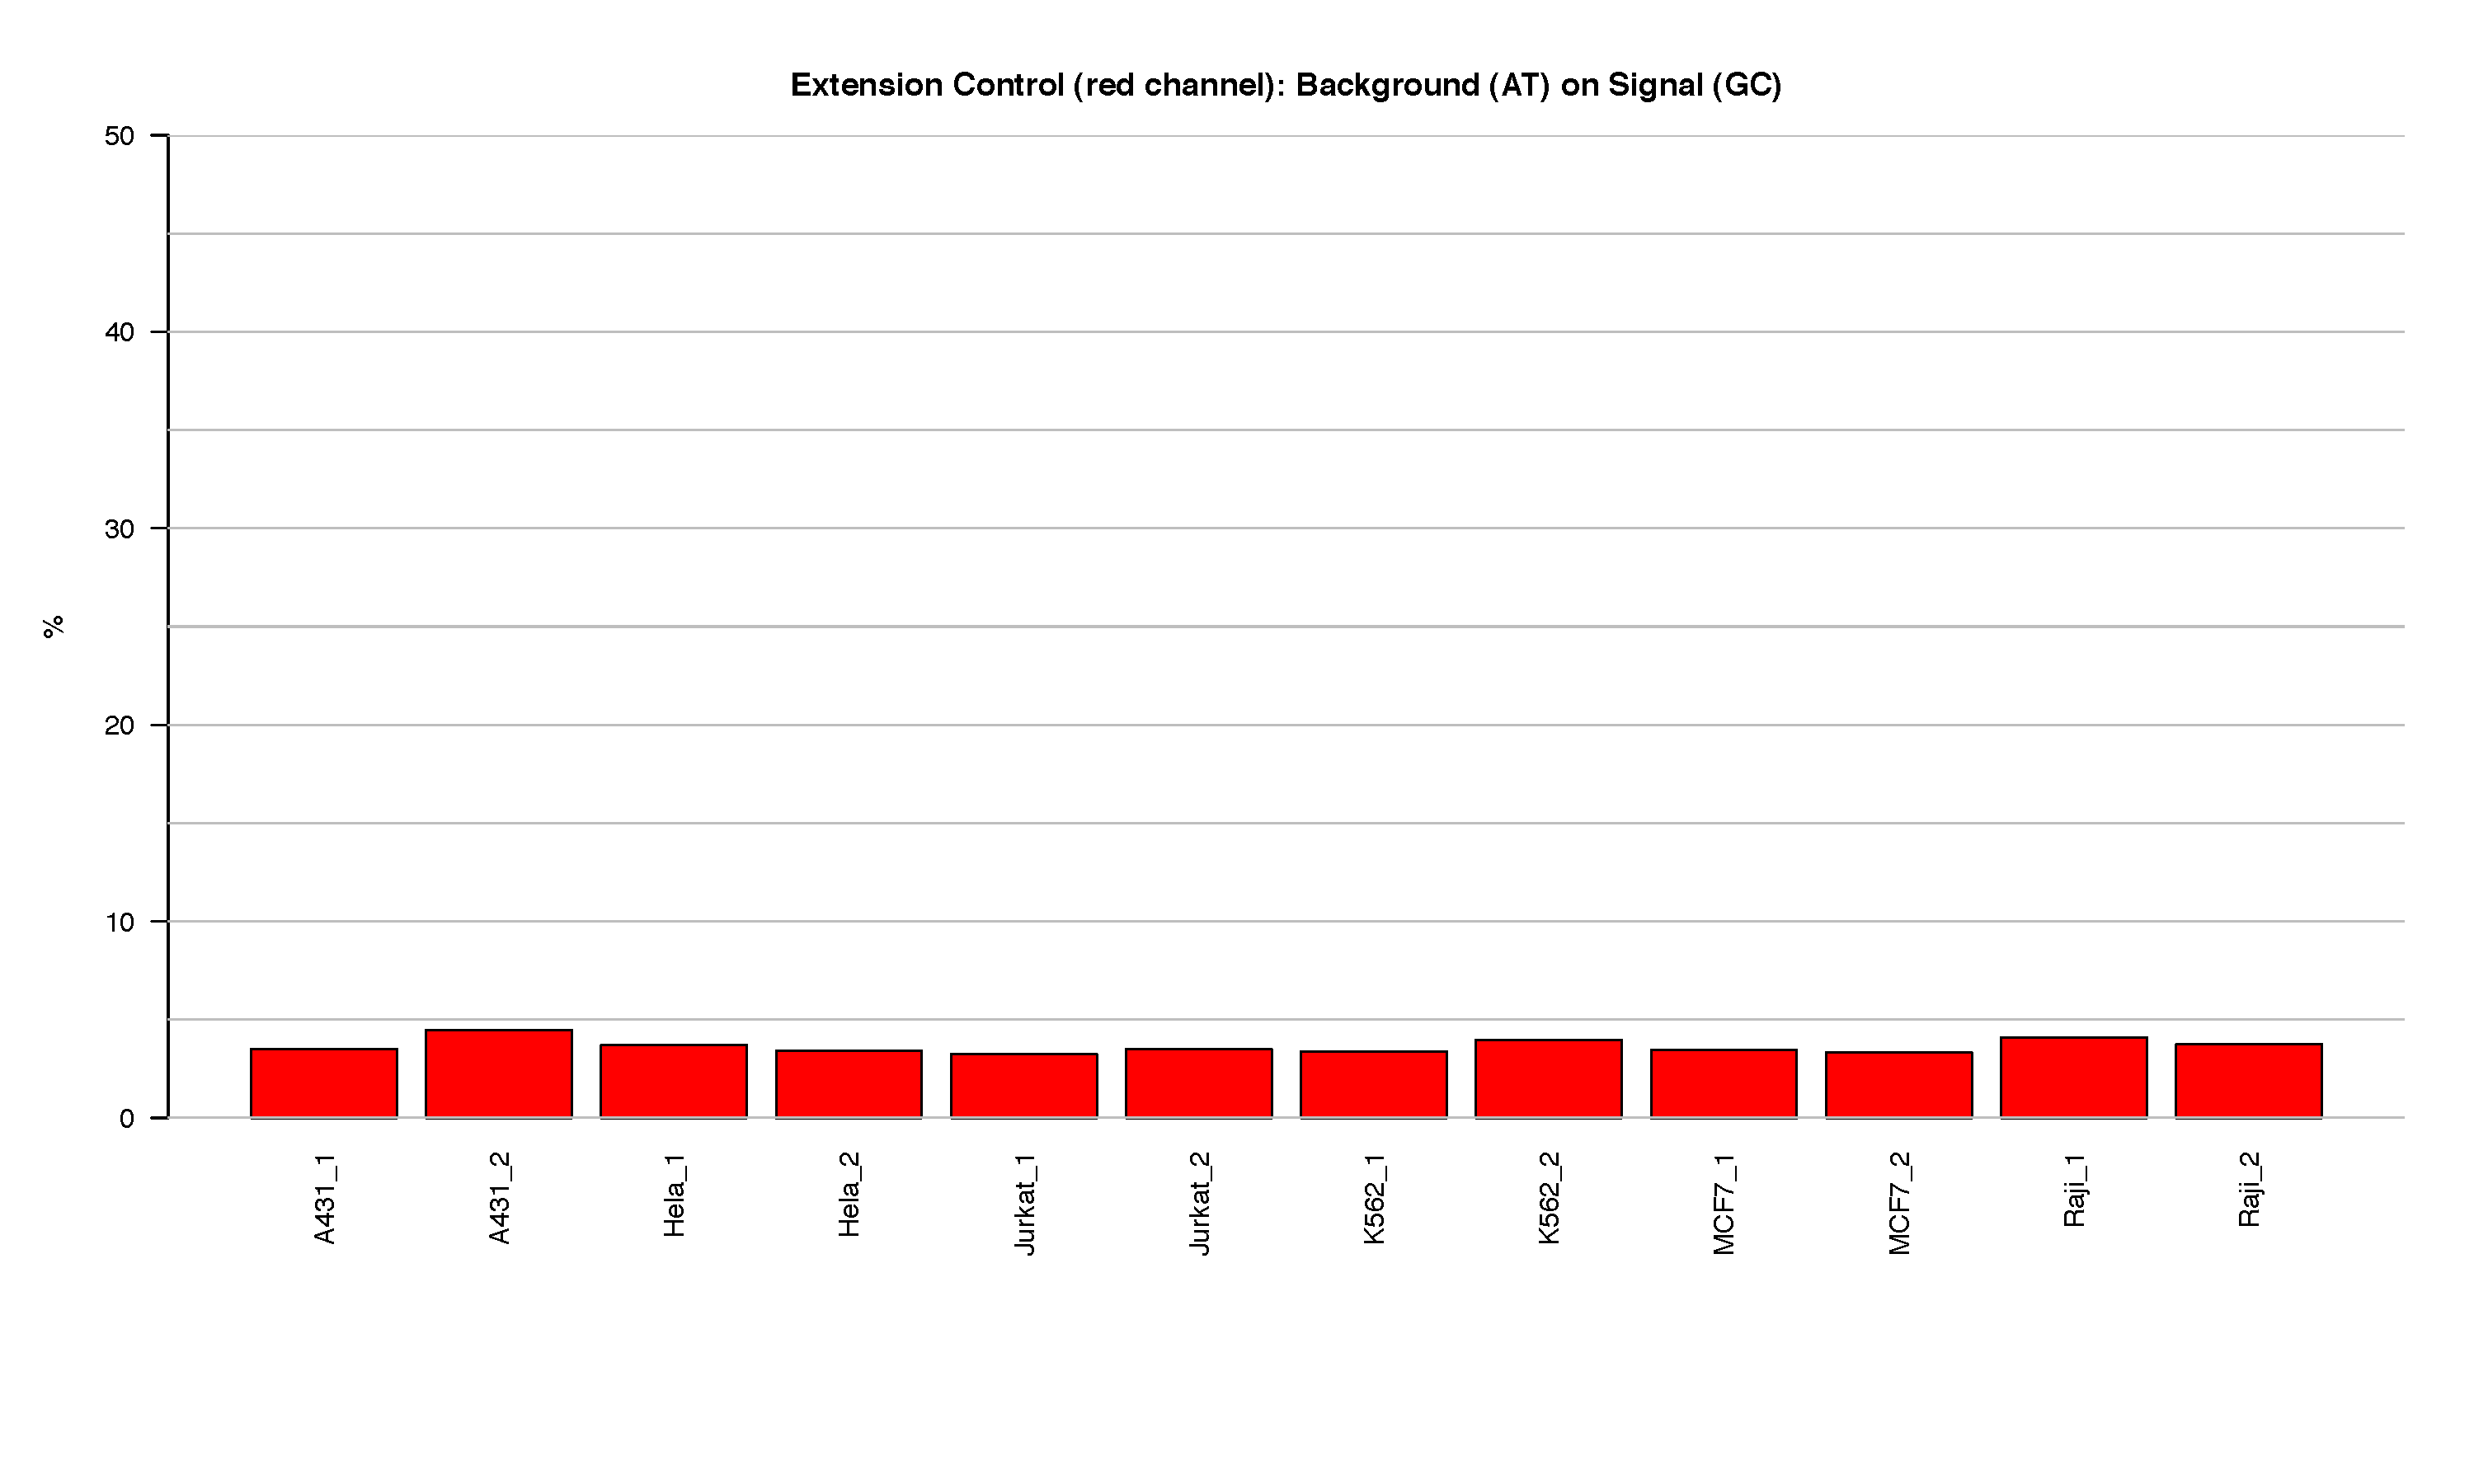 Extension Control (red channel): Background (AT) on Signal (GC)
50
40
30
20
10
0
%
A431_1
A431_2
Hela_1
Hela_2
Jurkat_1
Jurkat_2
K562_1
K562_2
MCF7_1
MCF7_2
Raji_1
Raji_2